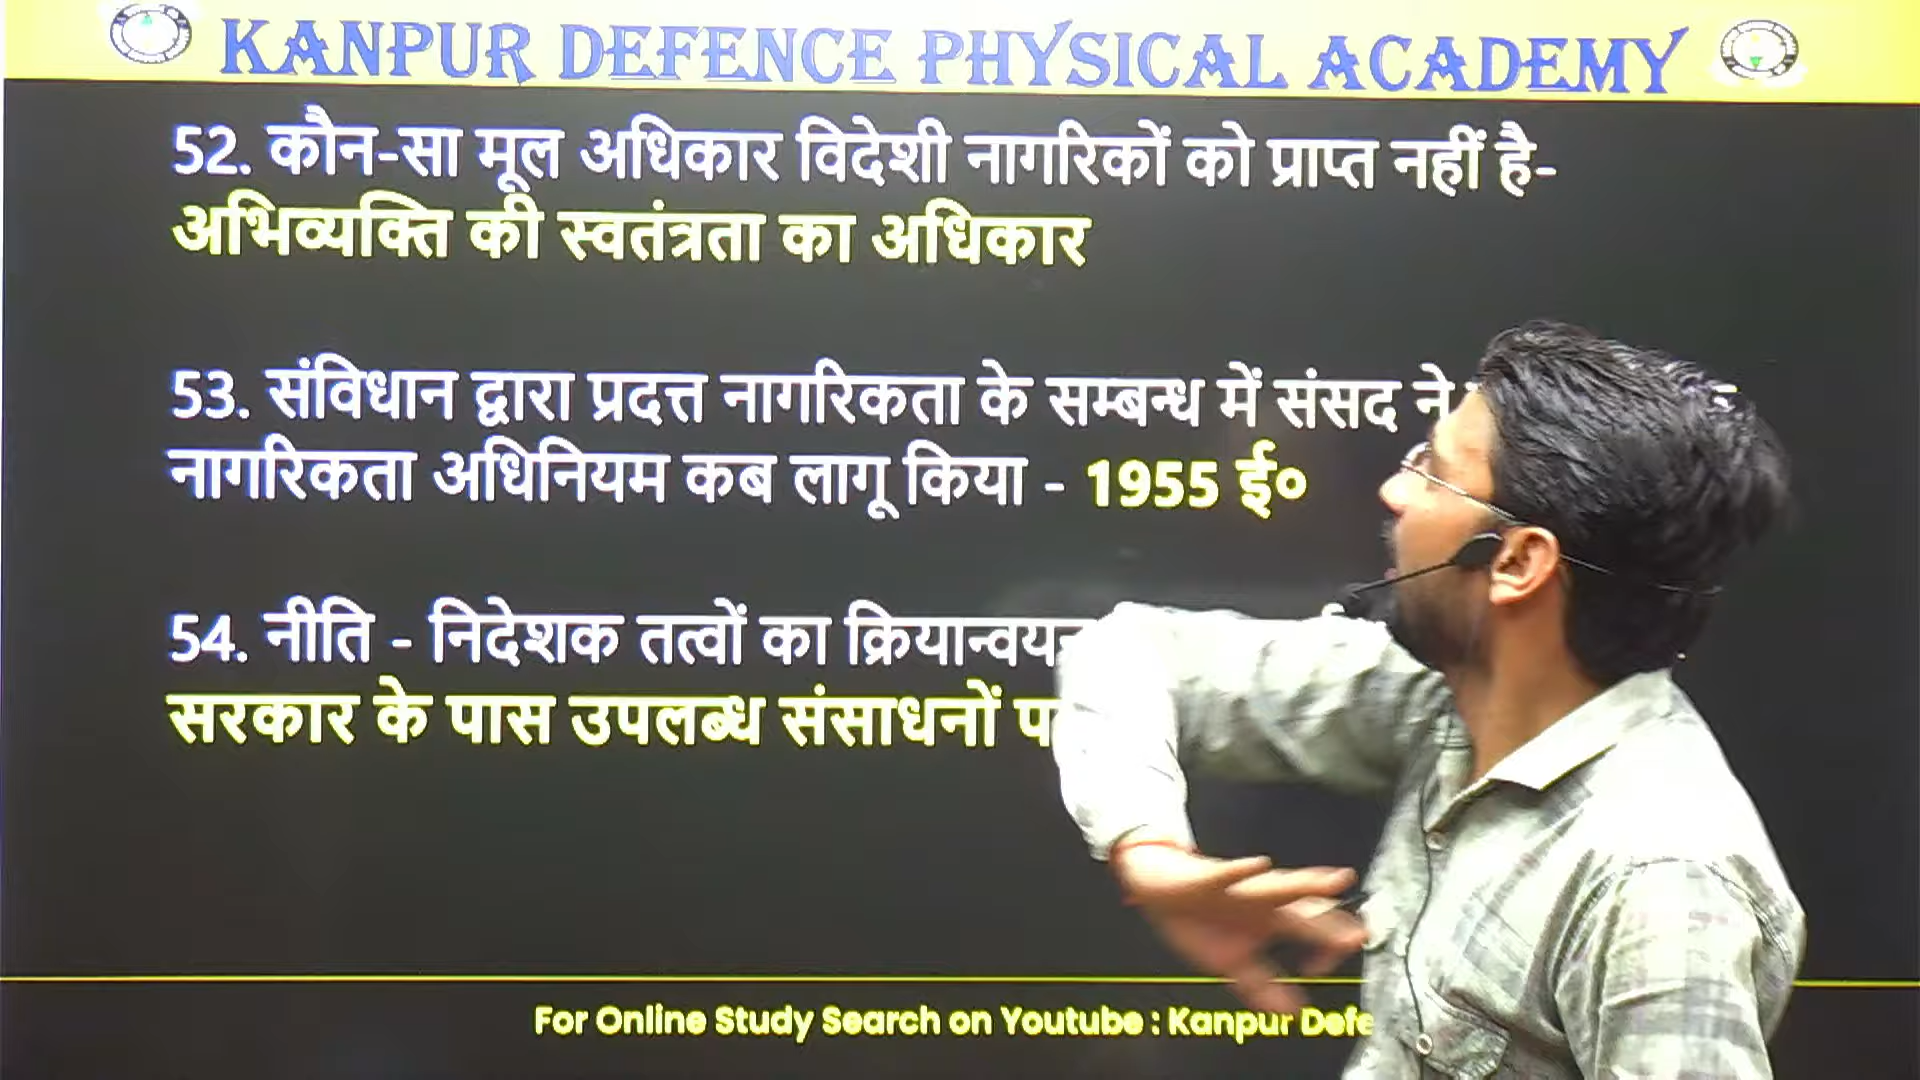 KANPUR DEFENCE PHYSICAL ACADEMY
52. कौन-सा मूल अधिकार विदेशी नागरिकों को प्राप्त नहीं है-
अभिव्यक्ति की स्वतंत्रता का अधिकार
53. संविधान द्वारा प्रदत्त नागरिकता के सम्बन्ध में संसद ने
नागरिकता अधिनियम कब लागू किया - 1955 ई०
54. नीति - निदेशक तत्वों का
सरकार के पास उपलब्ध संसाधनों
For Online Study Search on Youtube : Kanpur